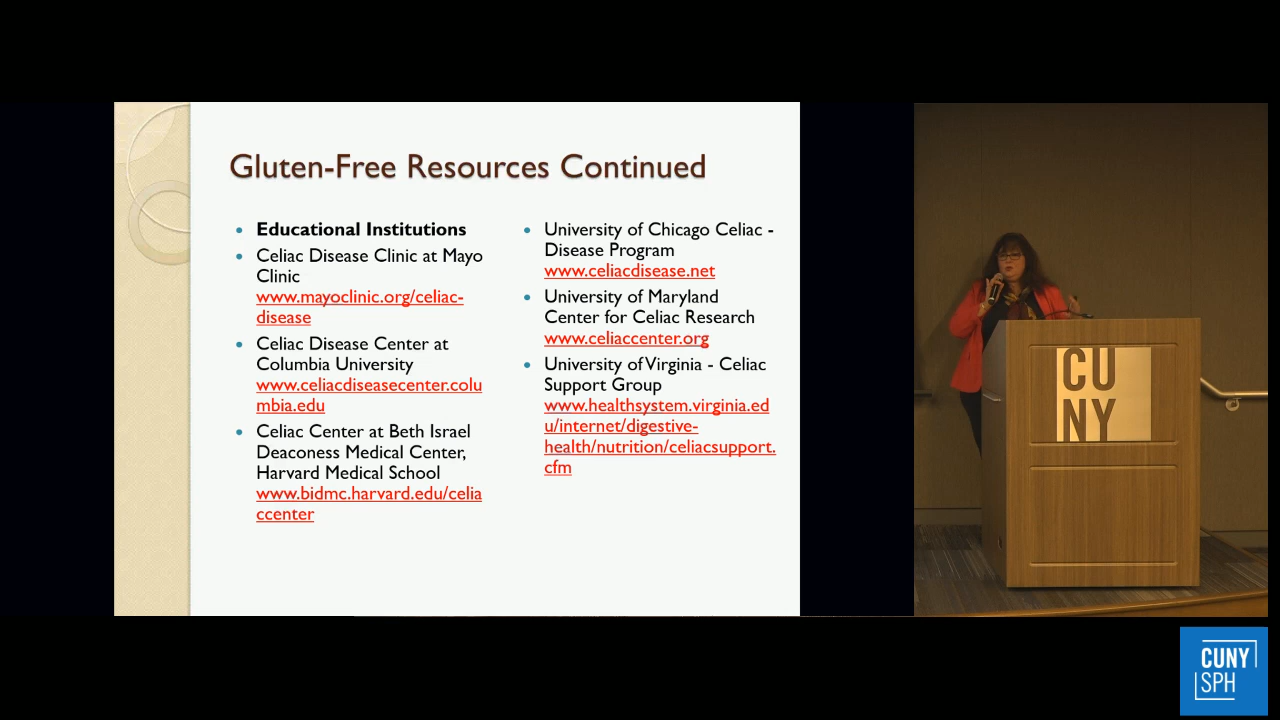 Gluten-Free Resources Continued
Educational Institutions
Celiac Disease Clinic at Mayo
Clinic
www.mayoclinic.org/celiac-
disease
Celiac Disease Center at
Columbia University
www.celiacdiseasecenter.colu
mbia.edu
Celiac Center at Beth Israel
Deaconess Medical Center,
Harvard Medical School
www.bidmc.harvard.edu/celia
ccenter
University of Chicago Celiac -
Disease Program
www.celiacdisease.net
University of Maryland
Center for Celiac Research
www.celiaccenter.org
University of Virginia - Celiac
Support Group
www.healthsystem.virginia.ed
u/internet/digestive-
health/nutrition/celiacsupport.
cfm
CU
NY
CUNY
SPH